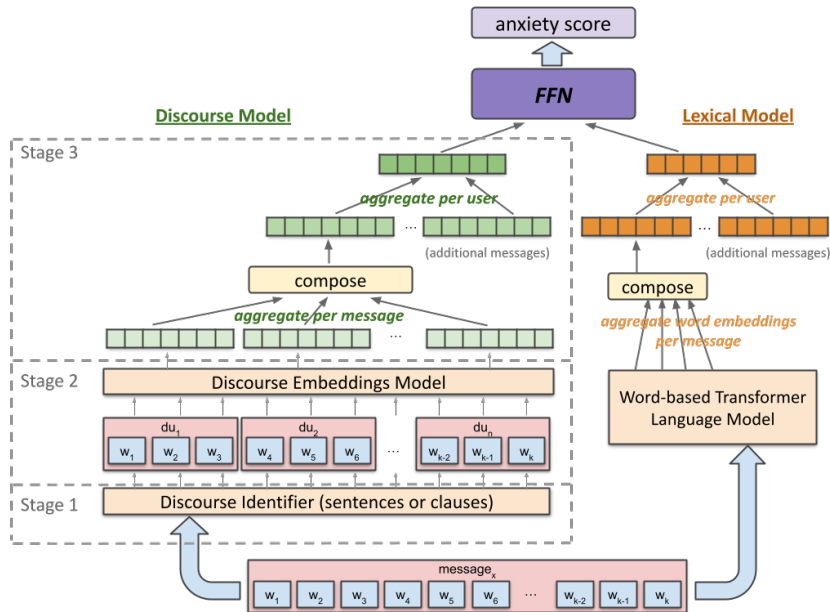 anxiety score
FFN
Discourse Model
Lexical Model
Stage 3
aggregate per user
aggregate per user
...
...
(additional messages)
(additional messages)
compose
compose
aggregate per message
aggregate word embeddings
per message
...
Stage 2
Discourse Embeddings Model
Word-based Transformer
Language Model
du₁ du₂ duₙ
w₁ w₂ w₃ w₄ w₅ w₆ ... wₖ₋₂ wₖ₋₁ wₖ
Stage 1
Discourse Identifier (sentences or clauses)
messageₓ
w₁ w₂ w₃ w₄ w₅ w₆ ... wₖ₋₂ wₖ₋₁ wₖ